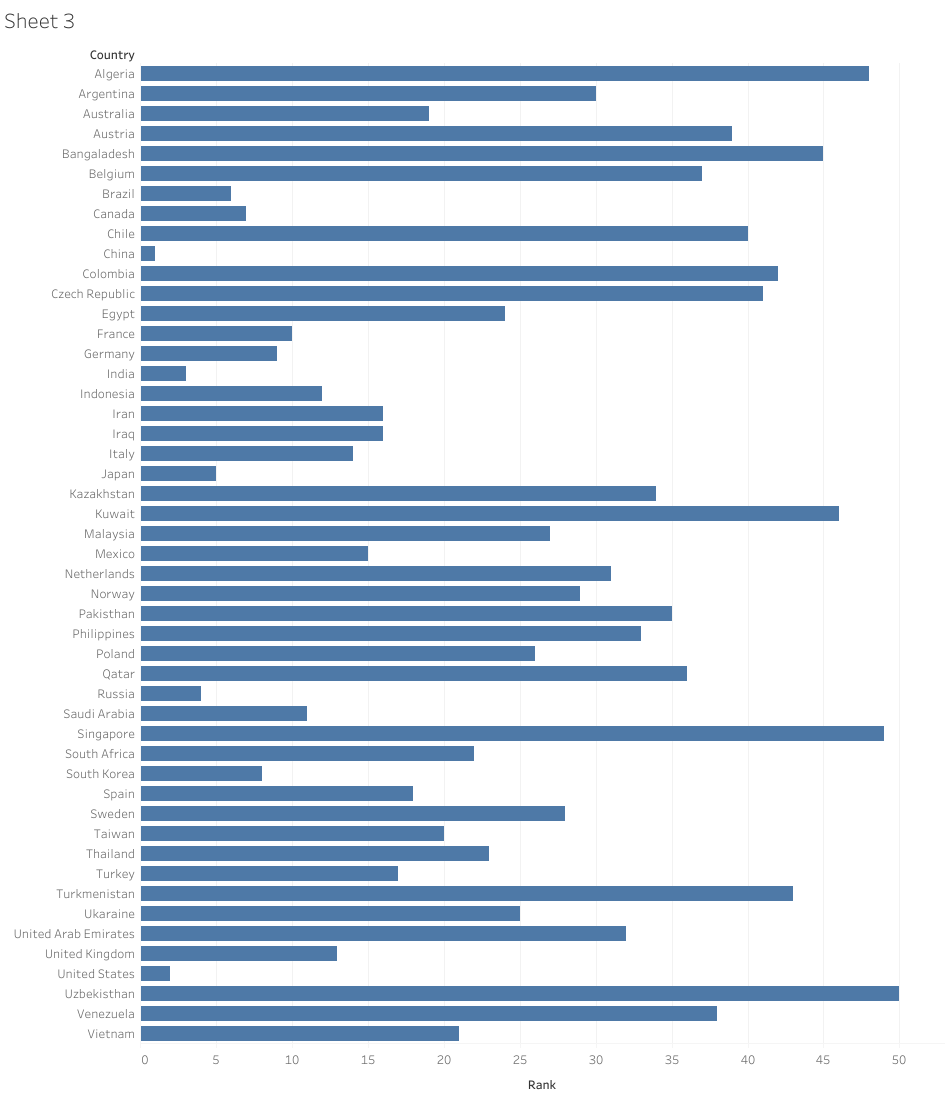 Sheet 3
Country
Algeria
Argentina
Australia
Austria
Bangaladesh
Belgium
Brazil
Canada
Chile
China
Colombia
Czech Republic
Egypt
France
Germany
India
Indonesia
Iran
Iraq
Italy
Japan
Kazakhstan
Kuwait
Malaysia
Mexico
Netherlands
Norway
Pakisthan
Philippines
Poland
Qatar
Russia
Saudi Arabia
Singapore
South Africa
South Korea
Spain
Sweden
Taiwan
Thailand
Turkey
Turkmenistan
Ukaraine
United Arab Emirates
United Kingdom
United States
Uzbekisthan
Venezuela
Vietnam
0 5 10 15 20 25 30 35 40 45 50
Rank